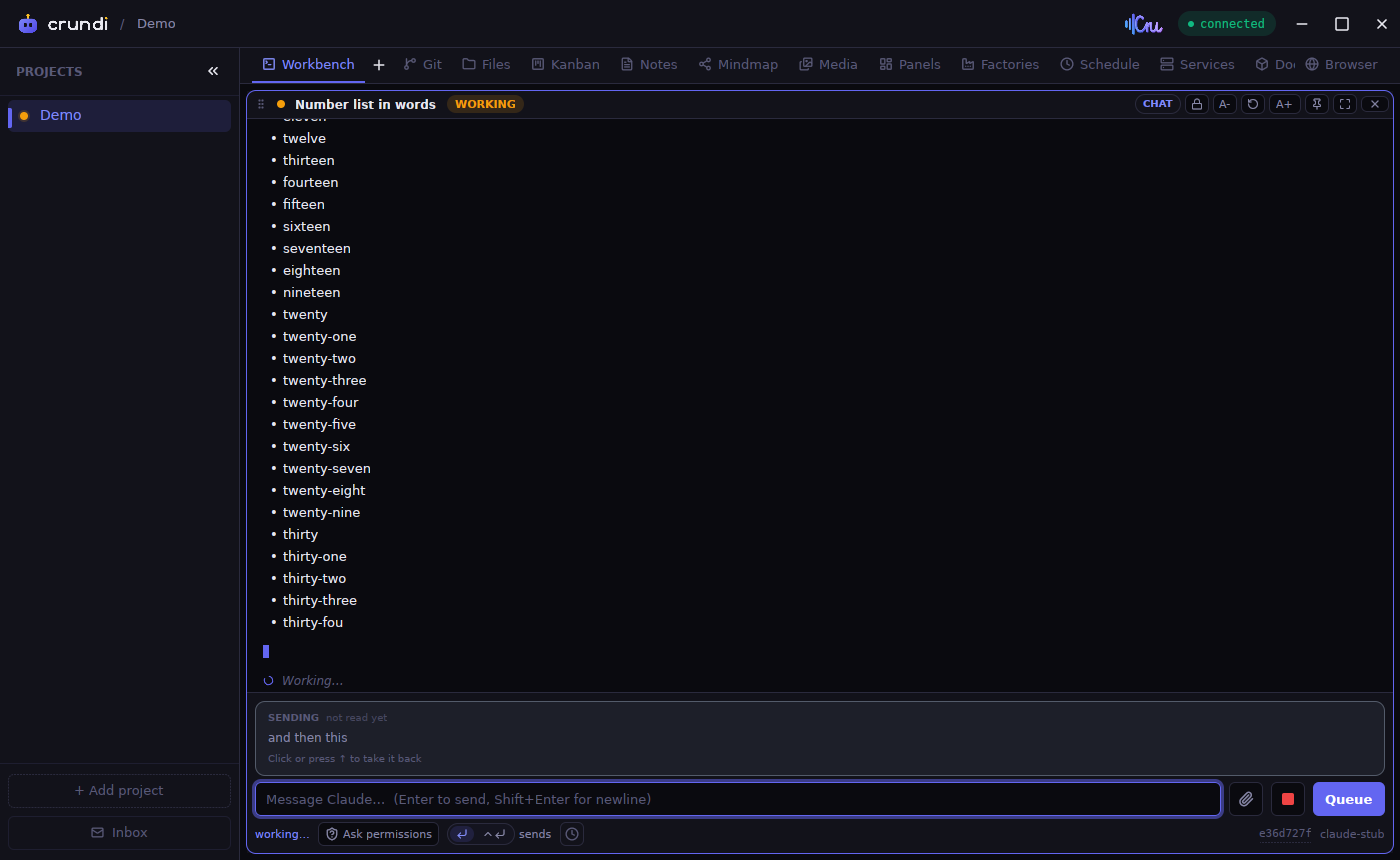 crundi / Demo
Cru
connected
PROJECTS
Demo
+ Add project
Inbox
Workbench
Git
Files
Kanban
Notes
Mindmap
Media
Panels
Factories
Schedule
Services
Do
Browser
Number list in words WORKING
CHAT
A-
A+
eleven
• twelve
• thirteen
• fourteen
• fifteen
• sixteen
• seventeen
• eighteen
• nineteen
• twenty
• twenty-one
• twenty-two
• twenty-three
• twenty-four
• twenty-five
• twenty-six
• twenty-seven
• twenty-eight
• twenty-nine
• thirty
• thirty-one
• thirty-two
• thirty-three
• thirty-fou
Working…
SENDING not read yet
and then this
Click or press ↑ to take it back
Message Claude… (Enter to send, Shift+Enter for newline)
Queue
working…
Ask permissions
sends
e36d727f claude-stub